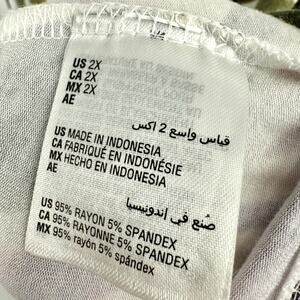 US 2X
CA 2X
MX 2X
AE
قياس واسع 2 اكس
US MADE IN INDONESIA
CA FABRIQUÉ EN INDONÉSIE
MX HECHO EN INDONESIA
AE
صُنع في اندونيسيا
US 95% RAYON 5% SPANDEX
CA 95% RAYONNE 5% SPANDEX
MX 95% rayón 5% spándex